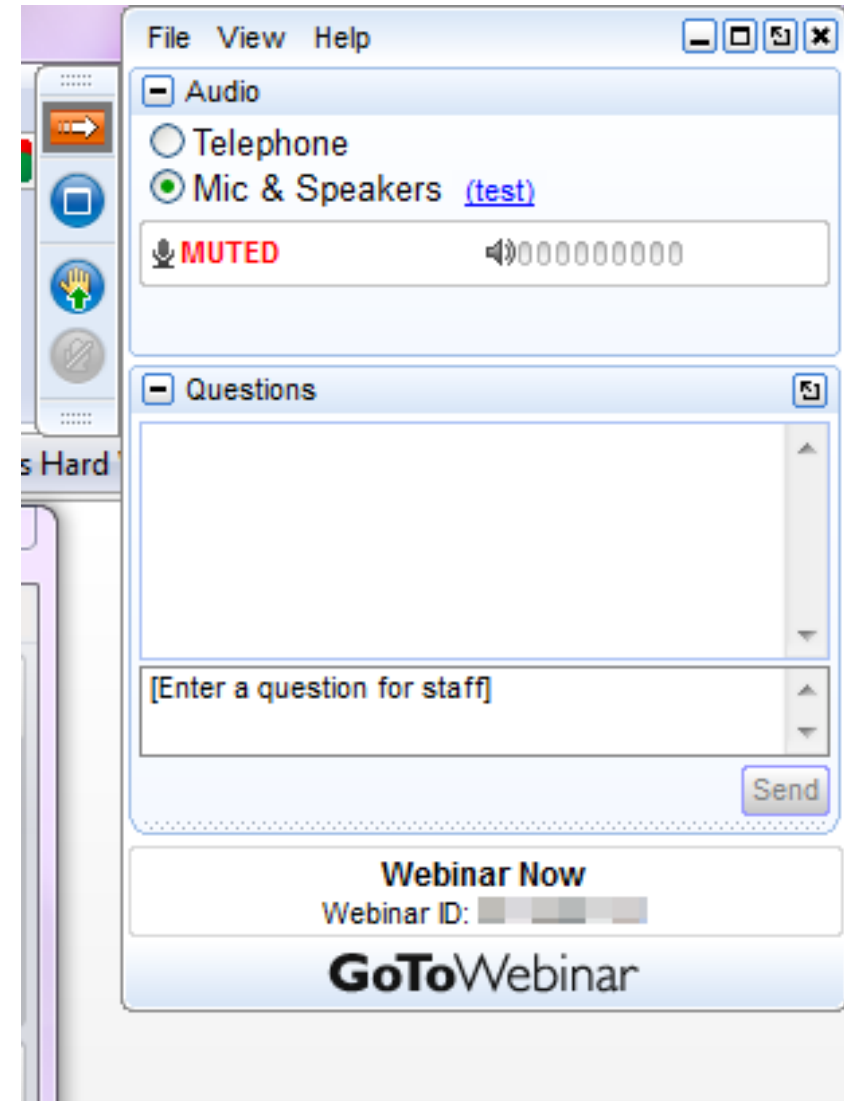 File View Help
Audio
Telephone
Mic & Speakers (test)
MUTED
Questions
s Hard
[Enter a question for staff]
Send
Webinar Now
Webinar ID:
GoToWebinar